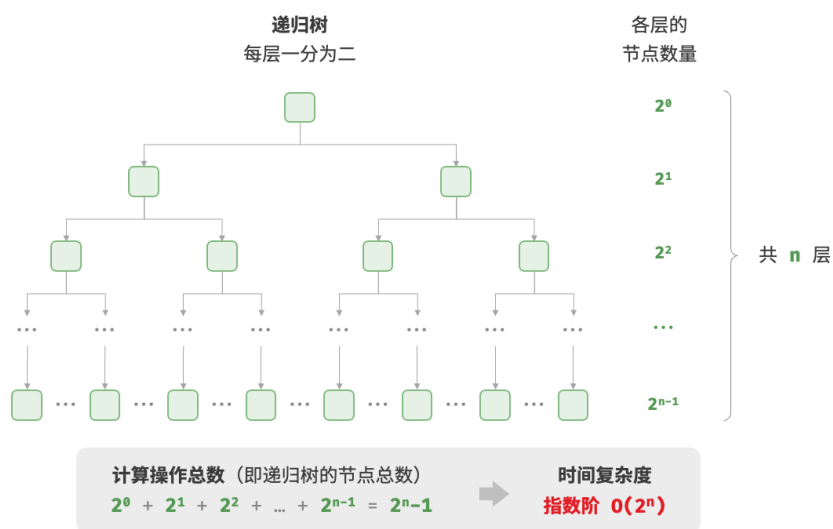 递归树
每层一分为二
各层的
节点数量
2⁰
2¹
2²
...
2ⁿ⁻¹
共 n 层
... ... ... ... ... ... ... ...
... ... ... ... ... ... ...
计算操作总数（即递归树的节点总数）
2⁰ + 2¹ + 2² + … + 2ⁿ⁻¹ = 2ⁿ-1
时间复杂度
指数阶 O(2ⁿ)